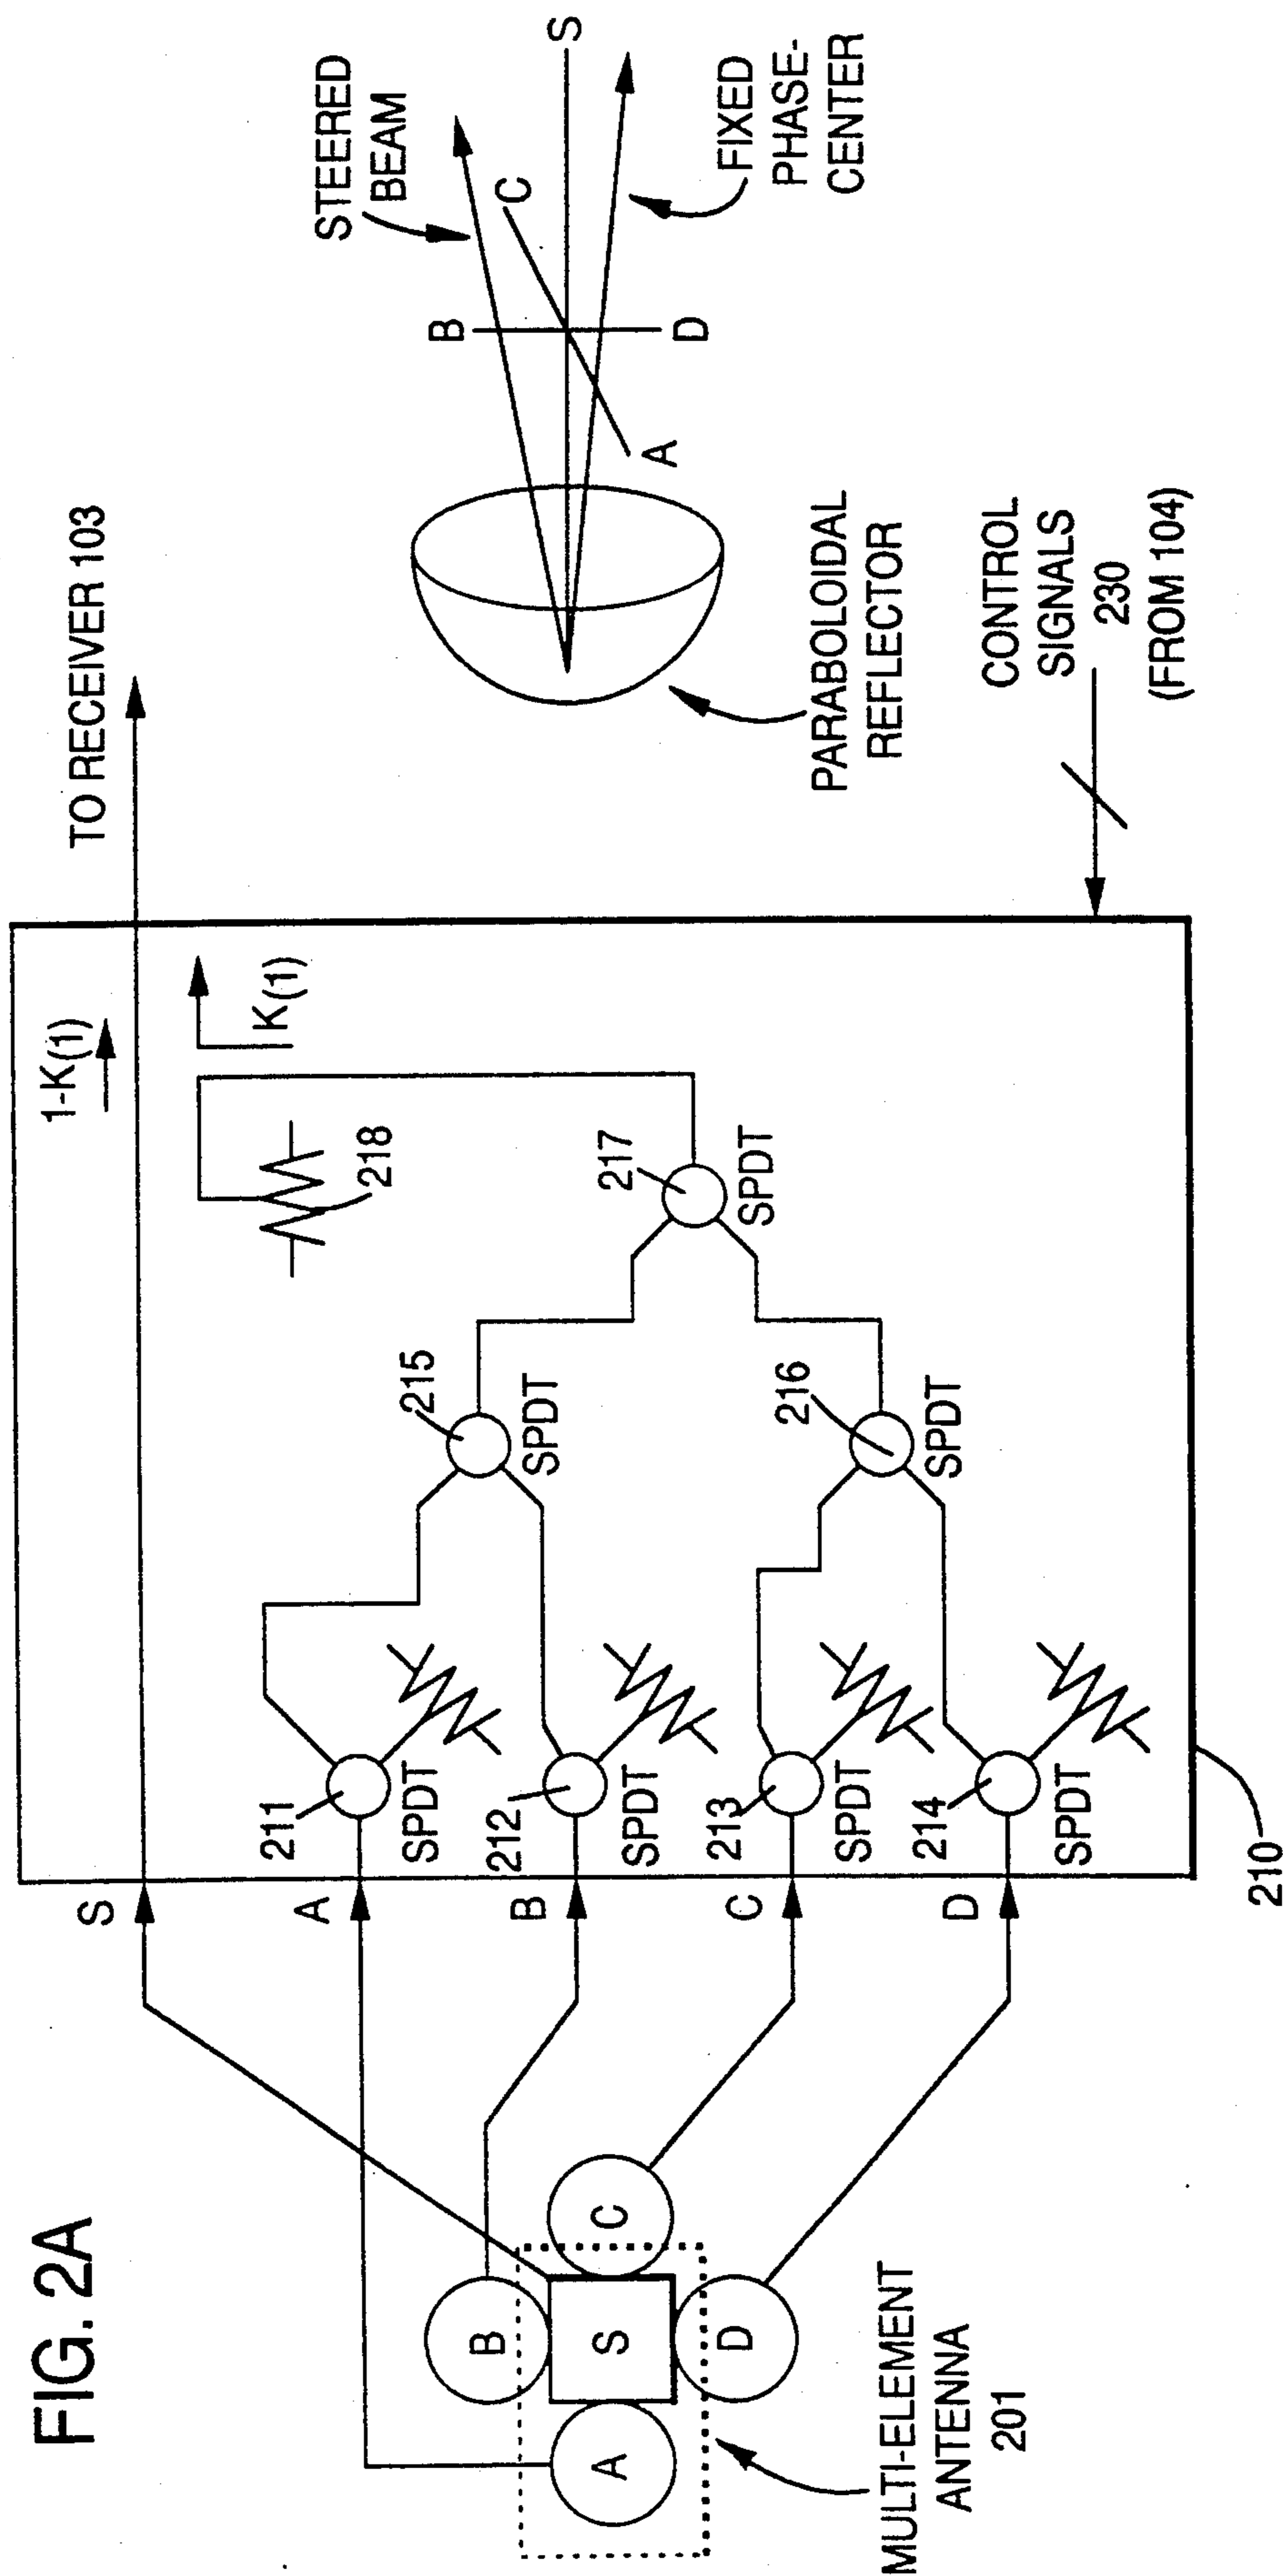 FIG. 2A
MULTI-ELEMENT
ANTENNA
201
A
B
S
C
D
S
A
B
C
D
211
SPDT
212
SPDT
213
SPDT
214
SPDT
215
SPDT
216
SPDT
217
SPDT
218
1-K(1)
K(1)
210
TO RECEIVER 103
CONTROL
SIGNALS
230
(FROM 104)
PARABOLOIDAL
REFLECTOR
STEERED
BEAM
B
C
S
A
D
FIXED
PHASE-
CENTER